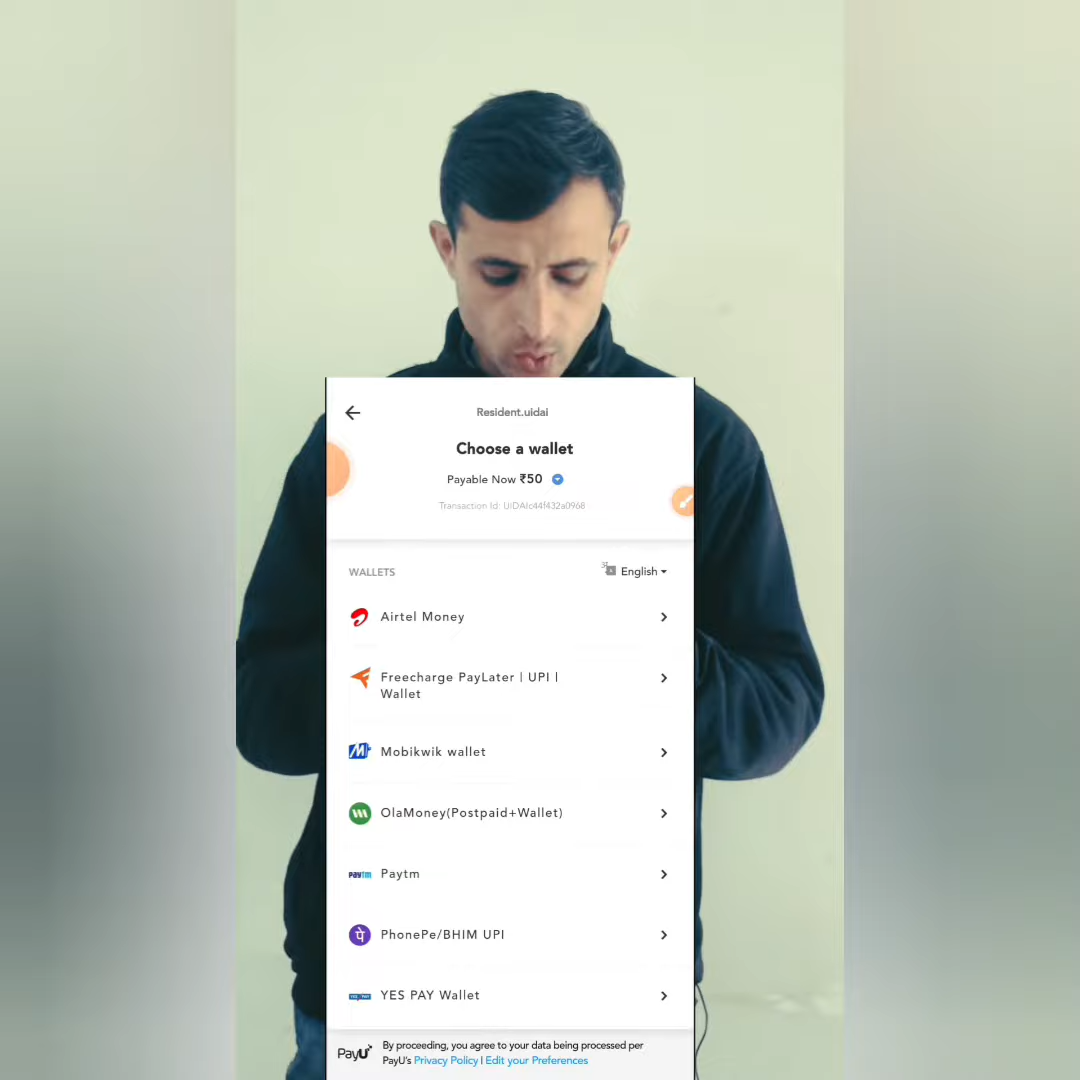 Resident.uidai
Choose a wallet
Payable Now ₹50
Transaction Id: UIDAIc44f432a0968
WALLETS
English
Airtel Money
Freecharge PayLater | UPI |
Wallet
Mobikwik wallet
OlaMoney(Postpaid+Wallet)
Paytm
Paytm
पे PhonePe/BHIM UPI
YES PAY YES PAY Wallet
PayU
By proceeding, you agree to your data being processed per
PayU's Privacy Policy | Edit your Preferences